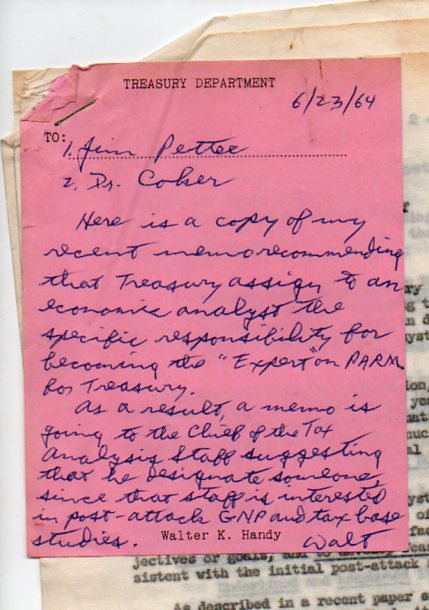 TREASURY DEPARTMENT
6/23/64
TO:
1. Jim Pettee
2. Dr. Coker
Here is a copy of my
recent memo recommending
that Treasury assign to an
economic analyst the
specific responsibility for
becoming the "Expert" on PARM
for Treasury.
As a result, a memo is
going to the Chief of the Tax
Analysis Staff suggesting
that he designate someone,
since that staff is interested
in post-attack GNP and tax base
studies.
Walt
Walter K. Handy
jectives or goals, and to
sistent with the initial post-attack
As described in a recent paper